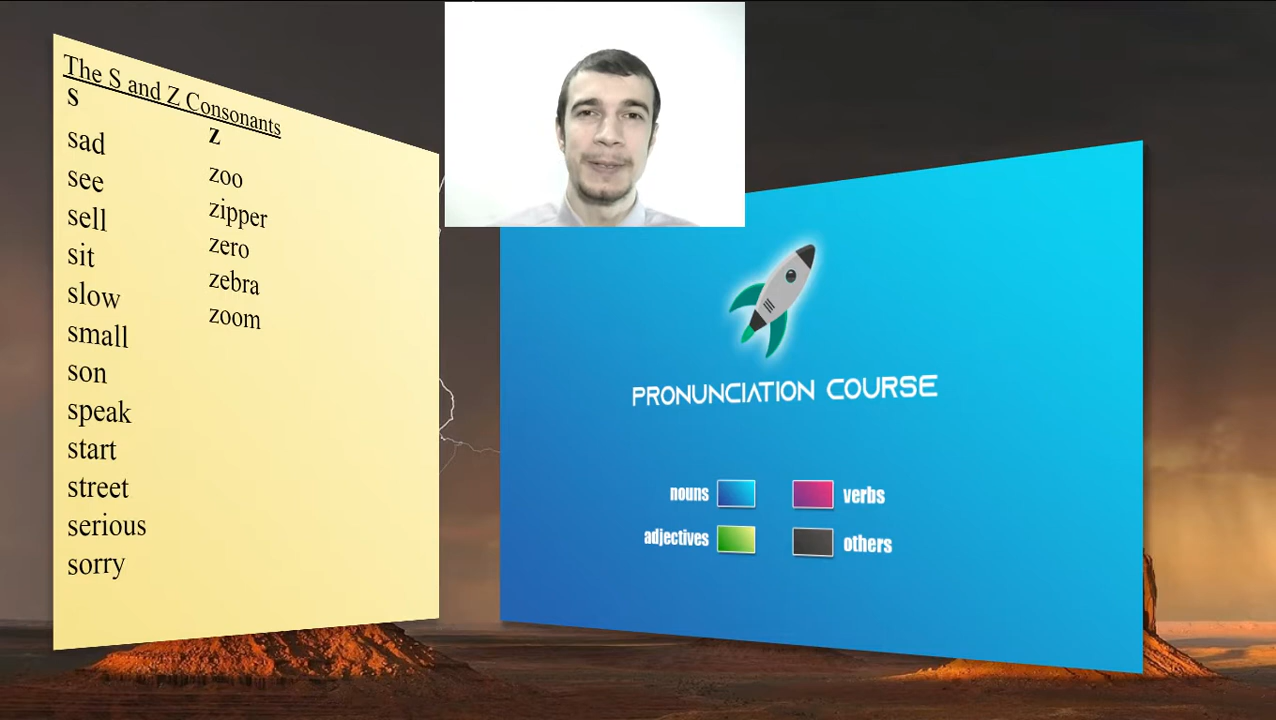 The S and Z Consonants
S
sad
see
sell
sit
slow
small
son
speak
start
street
serious
sorry
Z
zoo
zipper
zero
zebra
zoom
PRONUNCIATION COURSE
nouns
verbs
adjectives
others